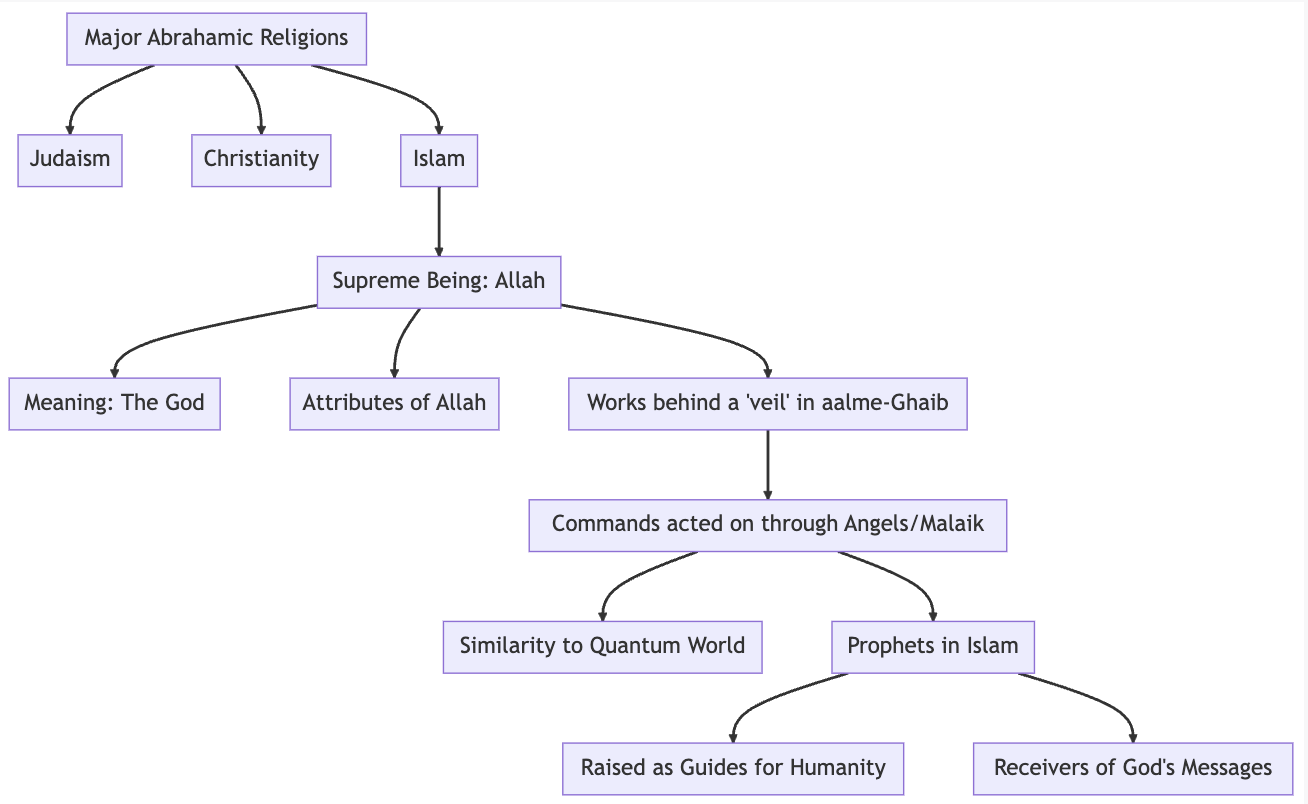 Major Abrahamic Religions
Judaism
Christianity
Islam
Supreme Being: Allah
Meaning: The God
Attributes of Allah
Works behind a 'veil' in aalme-Ghaib
Commands acted on through Angels/Malaik
Similarity to Quantum World
Prophets in Islam
Raised as Guides for Humanity
Receivers of God's Messages